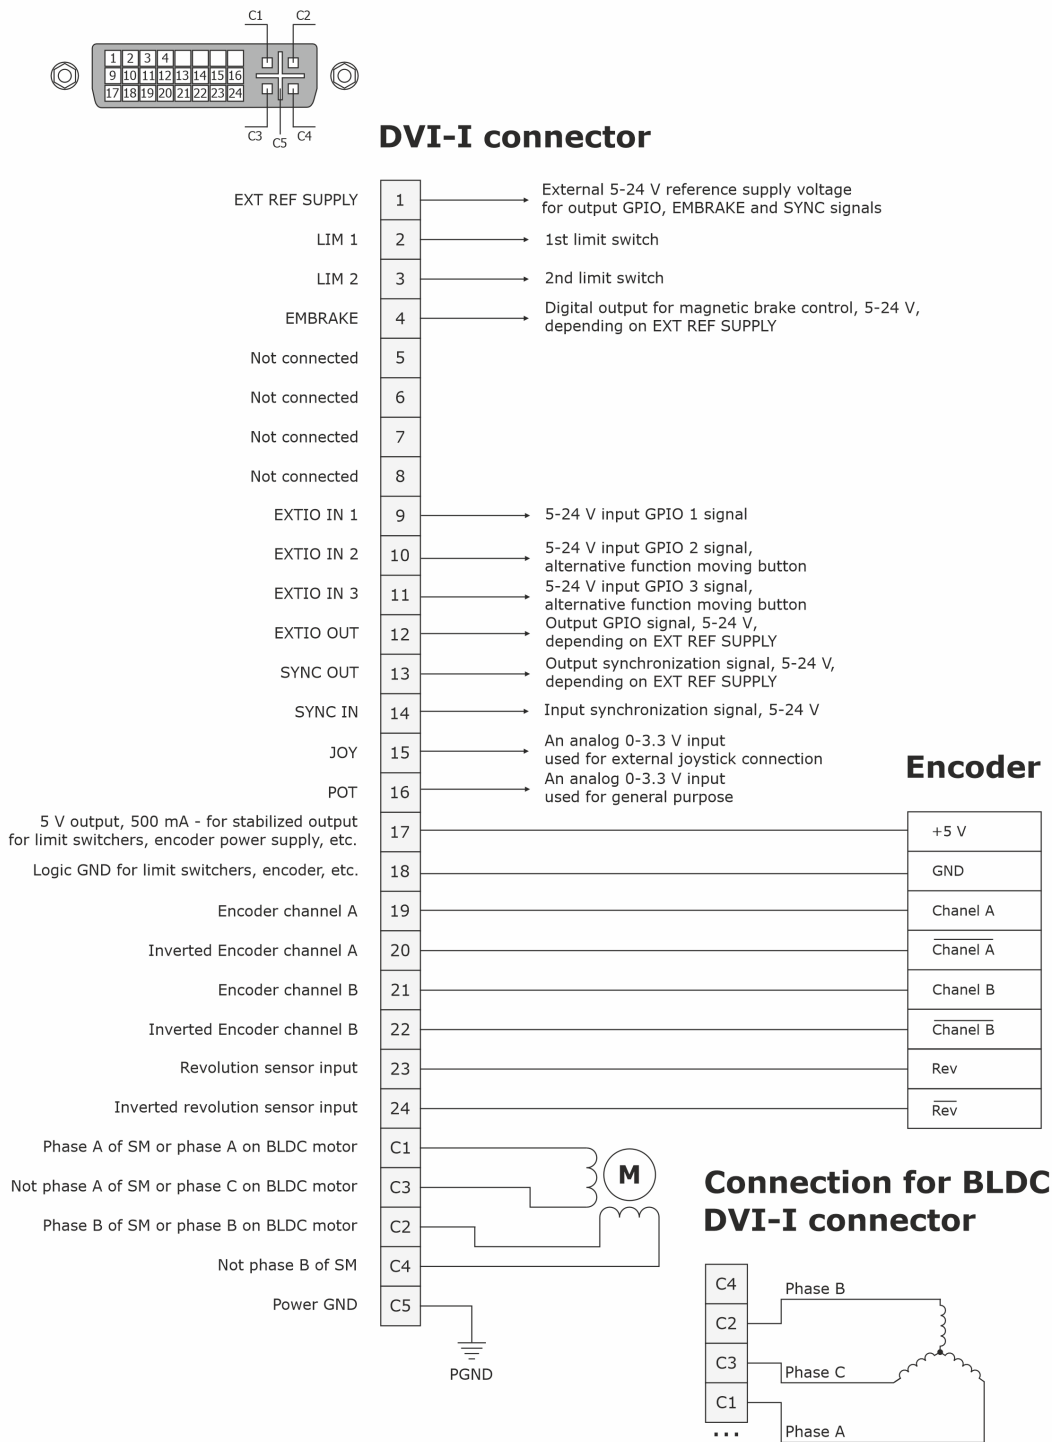 C1 C2
1 2 3 4
9 10 11 12 13 14 15 16
17 18 19 20 21 22 23 24
C3 C5 C4
DVI-I connector
EXT REF SUPPLY 1 External 5-24 V reference supply voltage
for output GPIO, EMBRAKE and SYNC signals
LIM 1 2 1st limit switch
LIM 2 3 2nd limit switch
EMBRAKE 4 Digital output for magnetic brake control, 5-24 V,
depending on EXT REF SUPPLY
Not connected 5
Not connected 6
Not connected 7
Not connected 8
EXTIO IN 1 9 5-24 V input GPIO 1 signal
EXTIO IN 2 10 5-24 V input GPIO 2 signal,
alternative function moving button
EXTIO IN 3 11 5-24 V input GPIO 3 signal,
alternative function moving button
EXTIO OUT 12 Output GPIO signal, 5-24 V,
depending on EXT REF SUPPLY
SYNC OUT 13 Output synchronization signal, 5-24 V,
depending on EXT REF SUPPLY
SYNC IN 14 Input synchronization signal, 5-24 V
JOY 15 An analog 0-3.3 V input
used for external joystick connection
POT 16 An analog 0-3.3 V input
used for general purpose
Encoder
5 V output, 500 mA - for stabilized output
for limit switchers, encoder power supply, etc. 17 +5 V
Logic GND for limit switchers, encoder, etc. 18 GND
Encoder channel A 19 Chanel A
Inverted Encoder channel A 20 Chanel A
Encoder channel B 21 Chanel B
Inverted Encoder channel B 22 Chanel B
Revolution sensor input 23 Rev
Inverted revolution sensor input 24 Rev
Phase A of SM or phase A on BLDC motor C1
Not phase A of SM or phase C on BLDC motor C3
Phase B of SM or phase B on BLDC motor C2
Not phase B of SM C4
Power GND C5
M
PGND
Connection for BLDC
DVI-I connector
C4
Phase B
C2
C3
Phase C
C1
Phase A
...